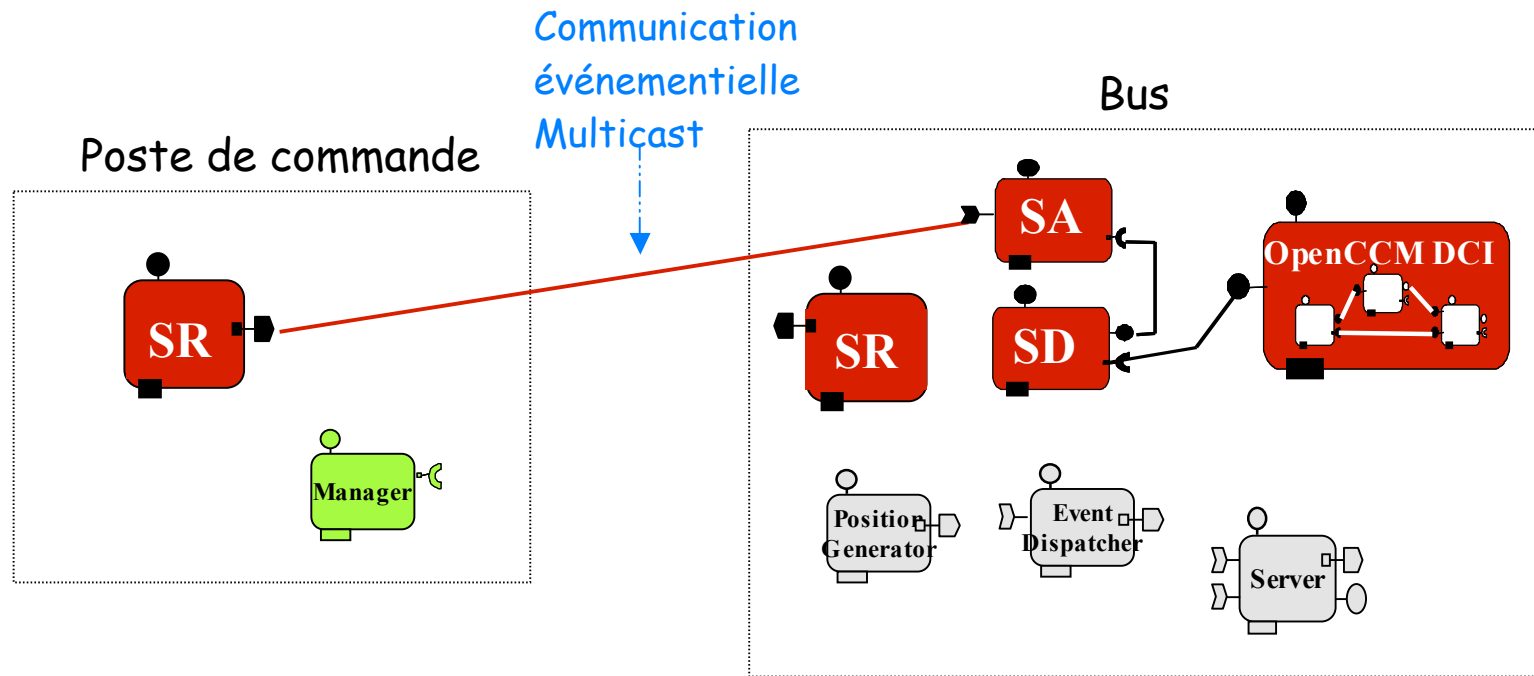 Communication
événementielle
Multicast
Bus
Poste de commande
SA
OpenCCM DCI
SR
SR
SD
Manager
Position
Generator
Event
Dispatcher
Server